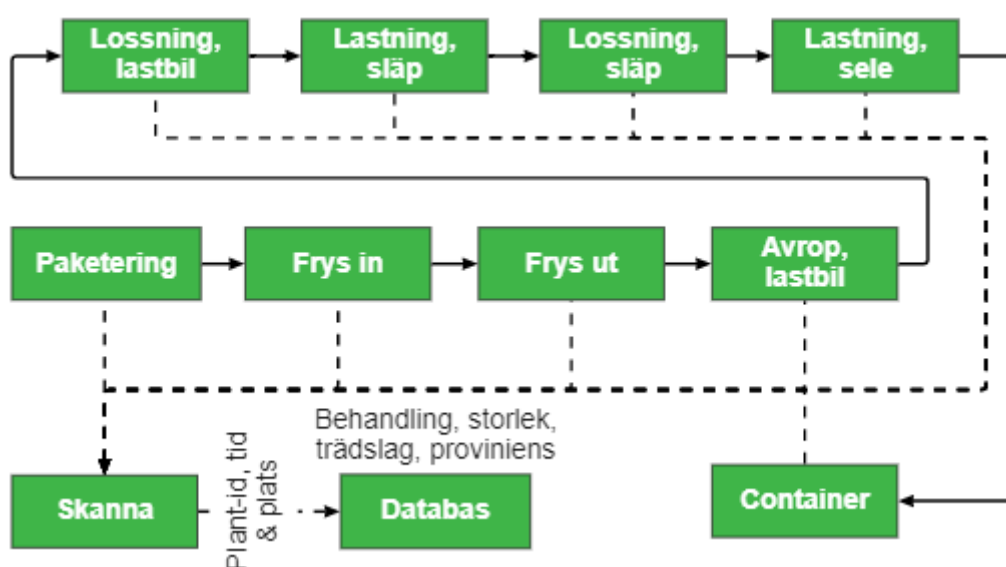 Lossning,
lastbil
Lastning,
släp
Lossning,
släp
Lastning,
sele
Paketering
Frys in
Frys ut
Avrop,
lastbil
Behandling, storlek,
trädslag, proviniens
Skanna
Plant-id, tid
& plats
Databas
Container